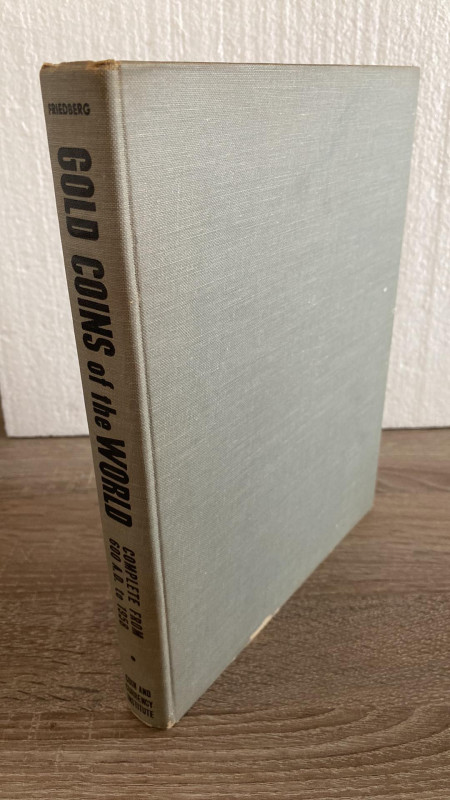 FRIEDBERG
GOLD COINS of the WORLD
COMPLETE FROM
600 A.D. to 1958
COIN AND
CURRENCY
INSTITUTE